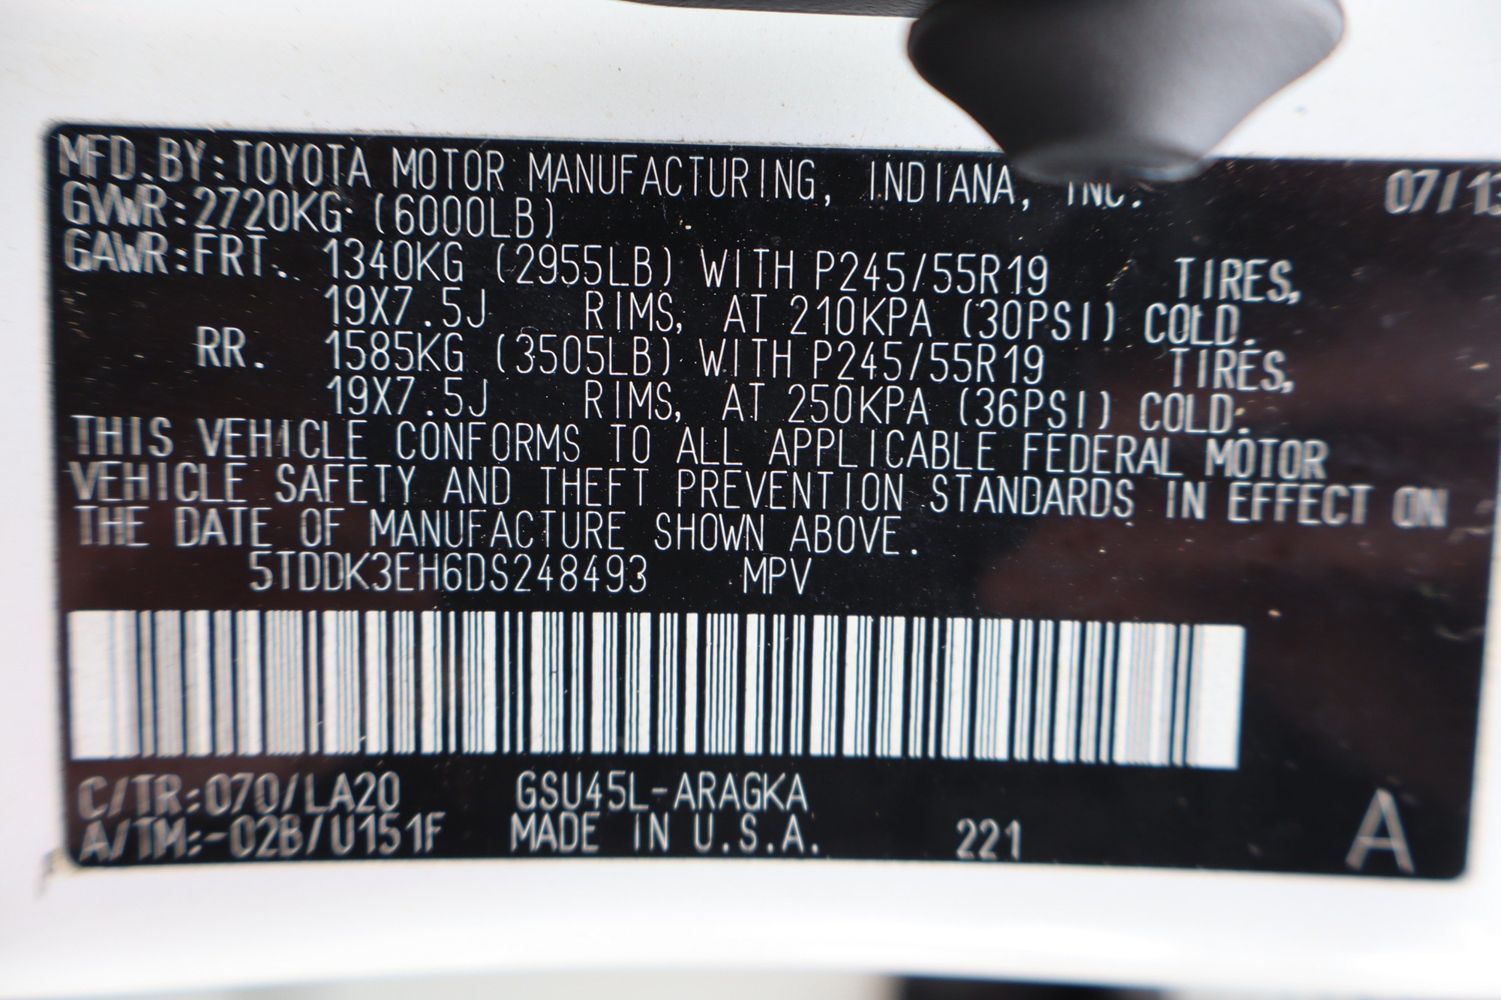 MFD.BY:TOYOTA MOTOR MANUFACTURING, INDIANA, INC. 07/13
GVWR:2720KG (6000LB)
GAWR:FRT. 1340KG (2955LB) WITH P245/55R19 TIRES,
19X7.5J RIMS, AT 210KPA (30PSI) COLD.
RR. 1585KG (3505LB) WITH P245/55R19 TIRES,
19X7.5J RIMS, AT 250KPA (36PSI) COLD.
THIS VEHICLE CONFORMS TO ALL APPLICABLE FEDERAL MOTOR
VEHICLE SAFETY AND THEFT PREVENTION STANDARDS IN EFFECT ON
THE DATE OF MANUFACTURE SHOWN ABOVE.
5TDDK3EH6DS248493 MPV
C/TR:070/LA20 GSU45L-ARAGKA
A/TM:-02B/U151F MADE IN U.S.A. 221 A